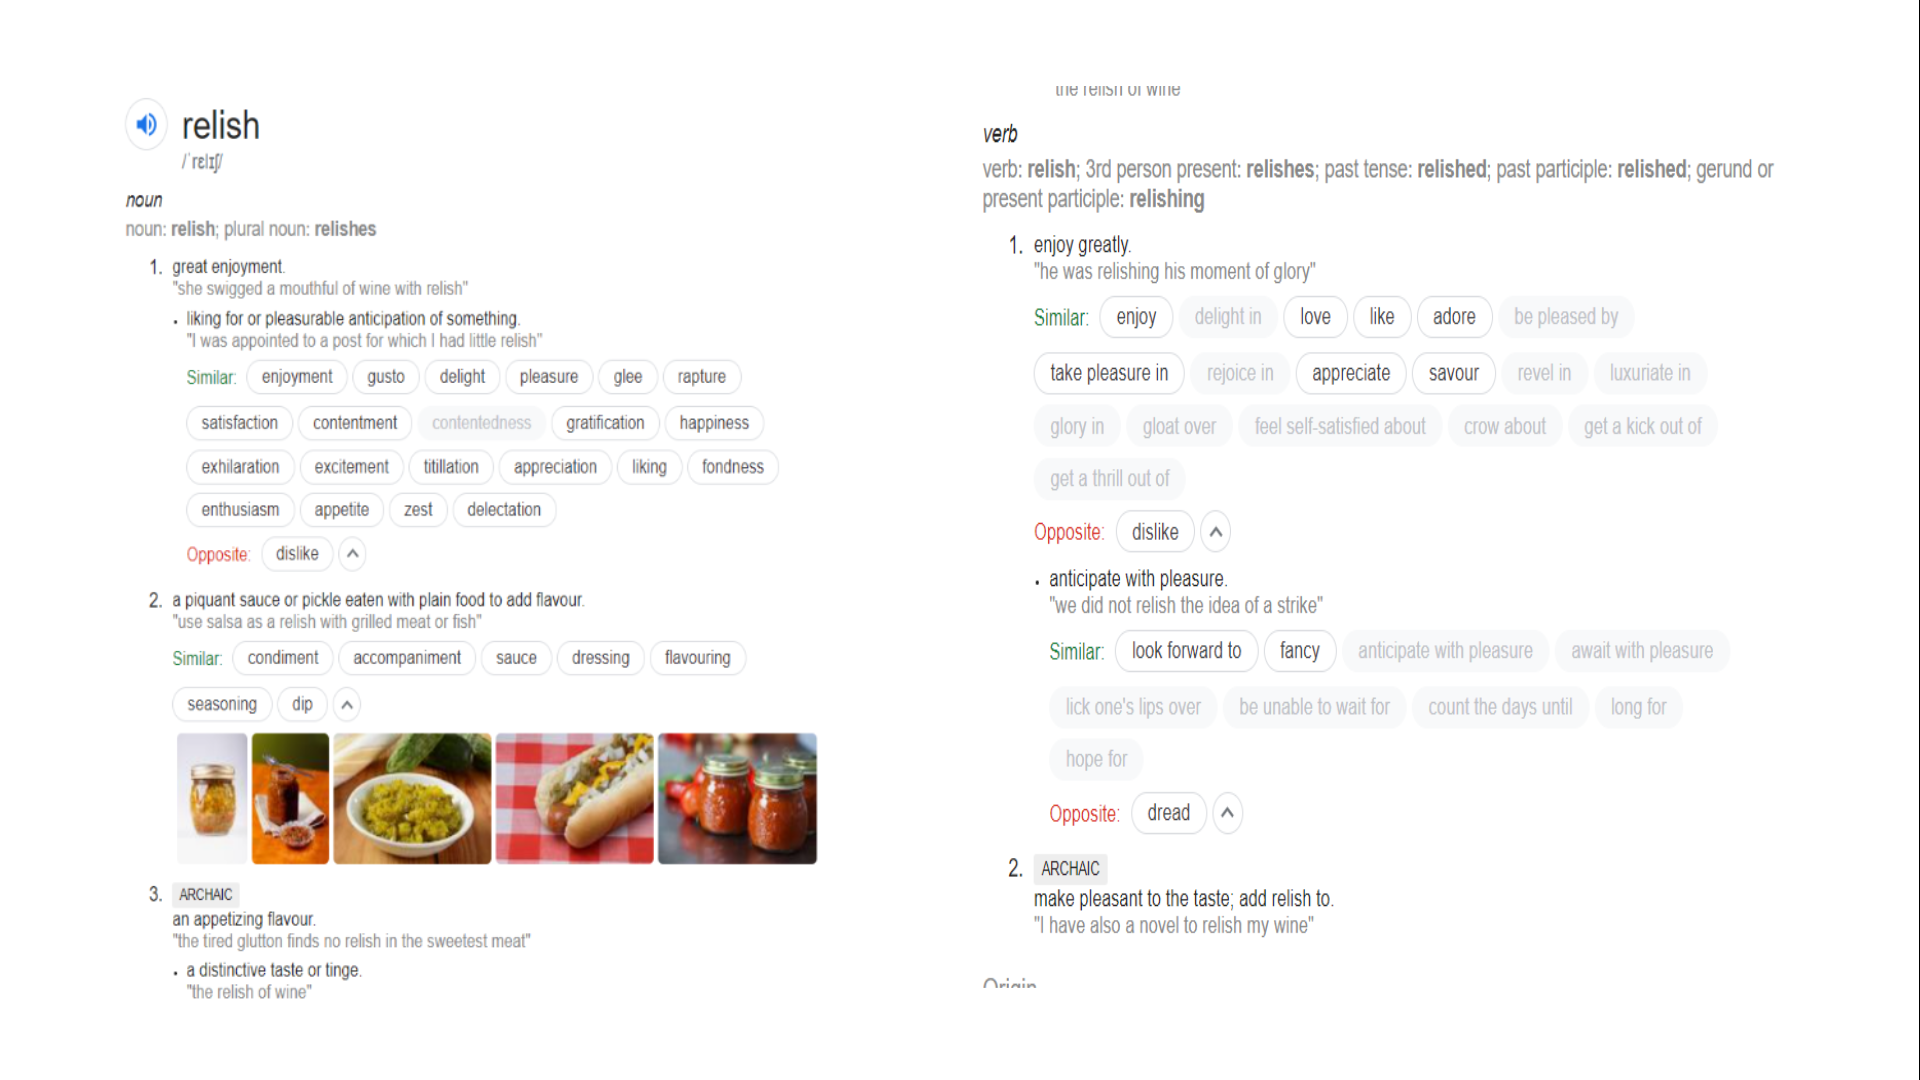 relish
/ˈrɛlɪʃ/
noun
noun: relish; plural noun: relishes
1. great enjoyment.
"she swigged a mouthful of wine with relish"
• liking for or pleasurable anticipation of something.
"I was appointed to a post for which I had little relish"
Similar: enjoyment gusto delight pleasure glee rapture
satisfaction contentment contentedness gratification happiness
exhilaration excitement titillation appreciation liking fondness
enthusiasm appetite zest delectation
Opposite: dislike
2. a piquant sauce or pickle eaten with plain food to add flavour.
"use salsa as a relish with grilled meat or fish"
Similar: condiment accompaniment sauce dressing flavouring
seasoning dip
3. ARCHAIC
an appetizing flavour.
"the tired glutton finds no relish in the sweetest meat"
• a distinctive taste or tinge.
"the relish of wine"
the relish of wine
verb
verb: relish; 3rd person present: relishes; past tense: relished; past participle: relished; gerund or
present participle: relishing
1. enjoy greatly.
"he was relishing his moment of glory"
Similar: enjoy delight in love like adore be pleased by
take pleasure in rejoice in appreciate savour revel in luxuriate in
glory in gloat over feel self-satisfied about crow about get a kick out of
get a thrill out of
Opposite: dislike
• anticipate with pleasure.
"we did not relish the idea of a strike"
Similar: look forward to fancy anticipate with pleasure await with pleasure
lick one's lips over be unable to wait for count the days until long for
hope for
Opposite: dread
2. ARCHAIC
make pleasant to the taste; add relish to.
"I have also a novel to relish my wine"
Origin